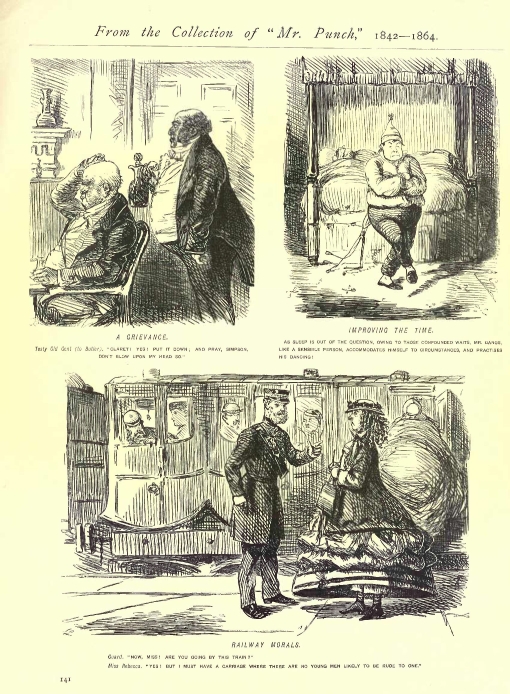 From the Collection of "Mr. Punch," 1842—1864.
A GRIEVANCE.
Testy Old Gent (to Butler). "CLARET! YES! PUT IT DOWN; AND PRAY, SIMPSON,
DON'T BLOW UPON MY HEAD SO."
IMPROVING THE TIME.
AS SLEEP IS OUT OF THE QUESTION, OWING TO THOSE CONFOUNDED WAITS, MR.
LIKE A SENSIBLE PERSON, ACCOMMODATES HIMSELF TO CIRCUMSTANCES, AND PRACTISES
HIS DANCING!
RAILWAY MORALS.
Guard. "NOW, MISS! ARE YOU GOING BY THIS TRAIN?"
Miss Rebecca. "YES! BUT I MUST HAVE A CARRIAGE WHERE THERE ARE NO YOUNG MEN LIKELY TO BE RUDE TO ONE."
141